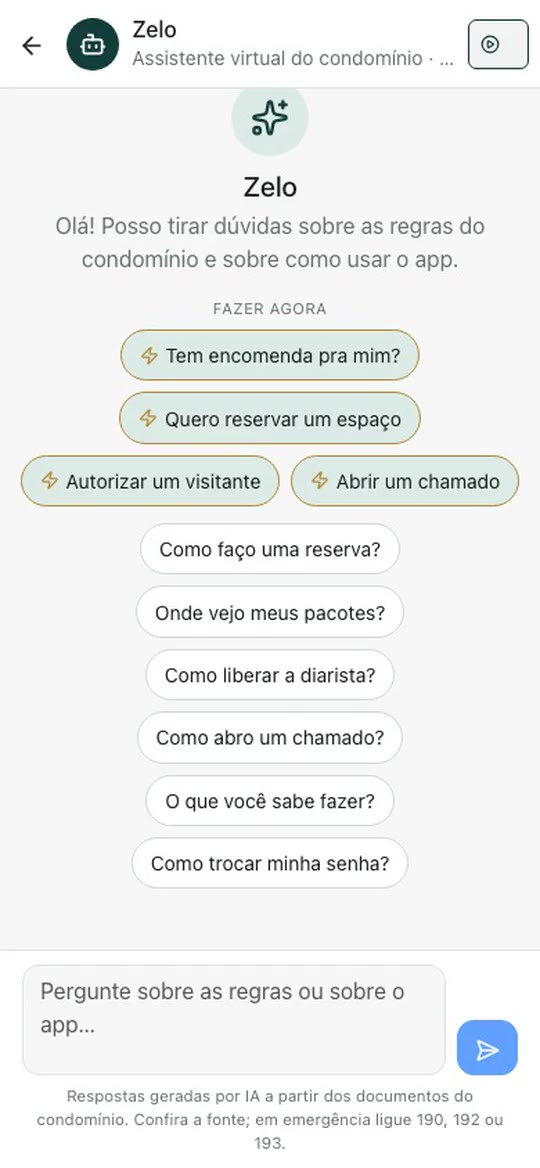 Zelo
Assistente virtual do condomínio · ...
Zelo
Olá! Posso tirar dúvidas sobre as regras do
condomínio e sobre como usar o app.
FAZER AGORA
Tem encomenda pra mim?
Quero reservar um espaço
Autorizar um visitante
Abrir um chamado
Como faço uma reserva?
Onde vejo meus pacotes?
Como liberar a diarista?
Como abro um chamado?
O que você sabe fazer?
Como trocar minha senha?
Pergunte sobre as regras ou sobre o
app...
Respostas geradas por IA a partir dos documentos do
condomínio. Confira a fonte; em emergência ligue 190, 192 ou
193.